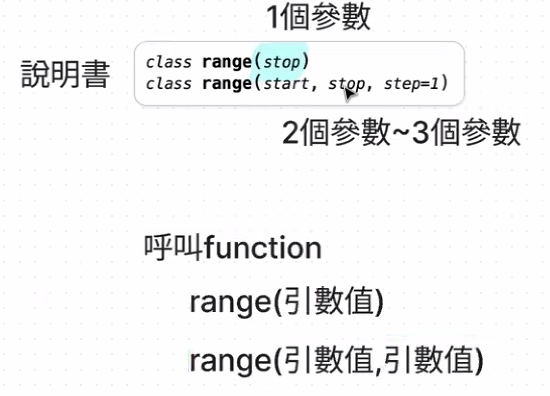 1個參數
說明書
class range(stop)
class range(start, stop, step=1)
2個參數~3個參數
呼叫function
range(引數值)
range(引數值,引數值)